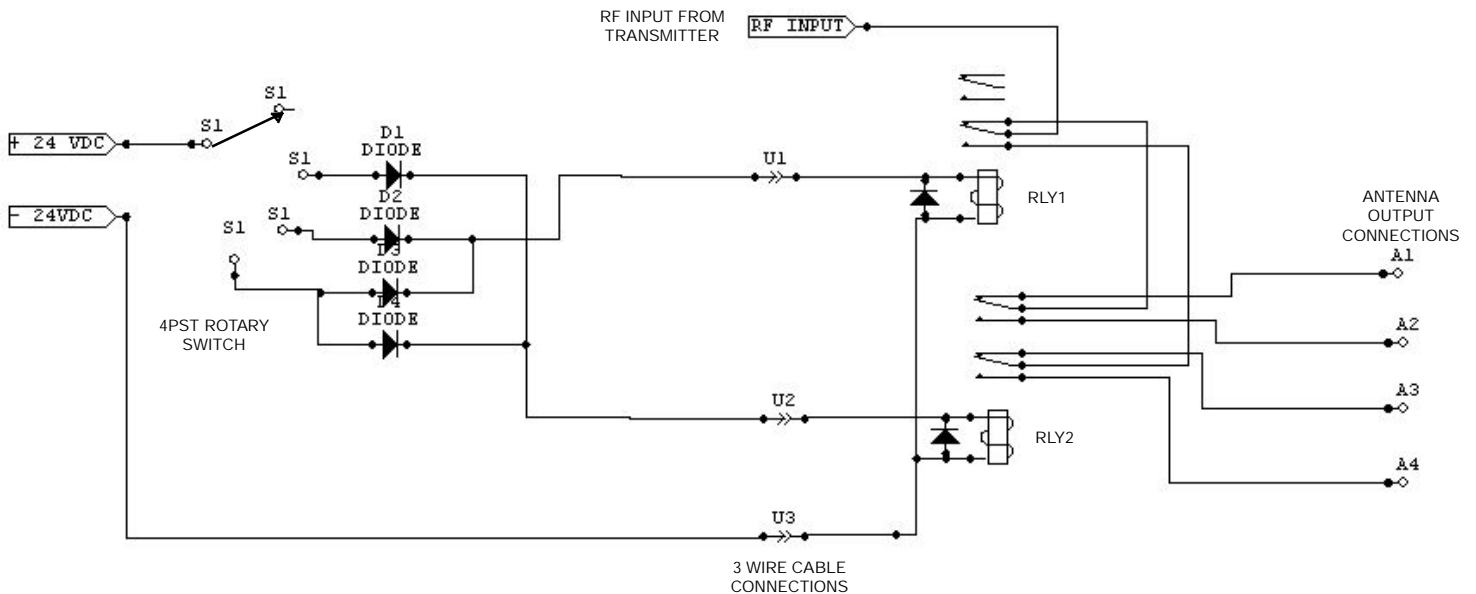 RF INPUT FROM
TRANSMITTER
RF INPUT
S1
S1
+ 24 VDC
D1
DIODE
S1
U1
D2
DIODE
RLY1
- 24VDC
S1
S1
ANTENNA
OUTPUT
CONNECTIONS
D3
DIODE
A1
D4
DIODE
4PST ROTARY
SWITCH
A2
A3
U2
RLY2
A4
U3
3 WIRE CABLE
CONNECTIONS